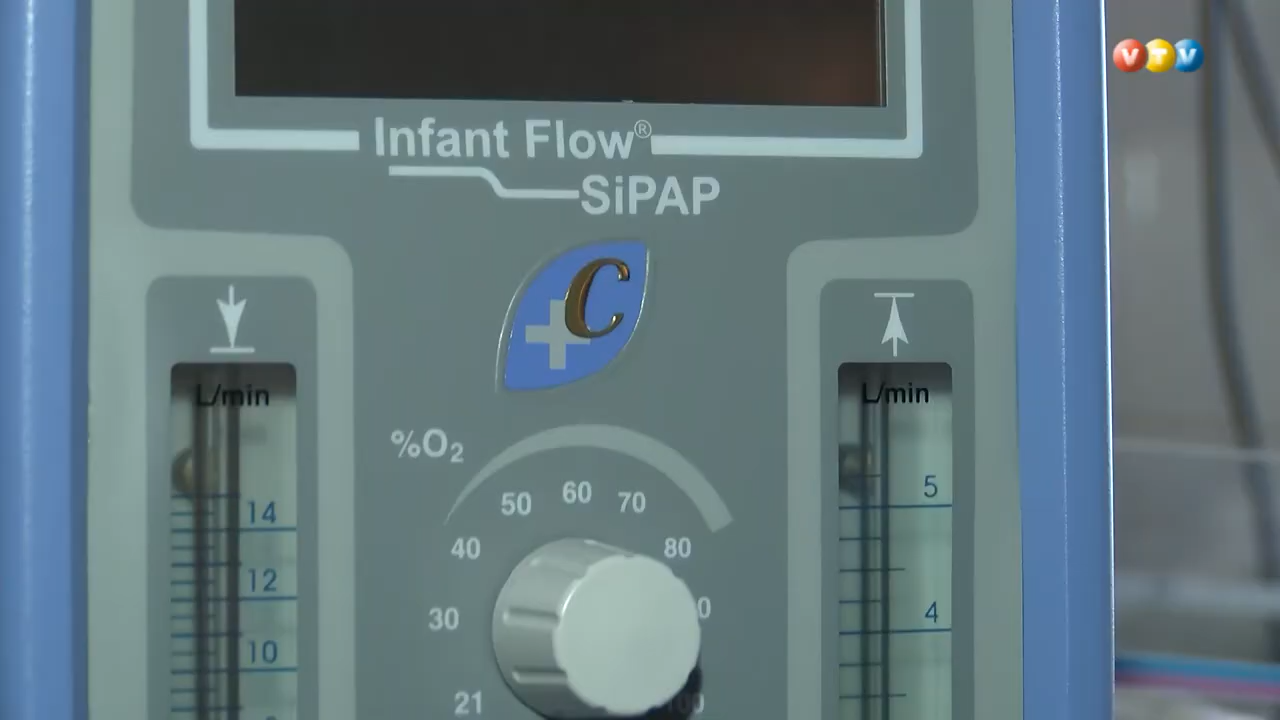 VTV
Infant Flow®
SiPAP
C
L/min
L/min
%O₂
50 60 70
40 80
30
21
14
12
10
5
4